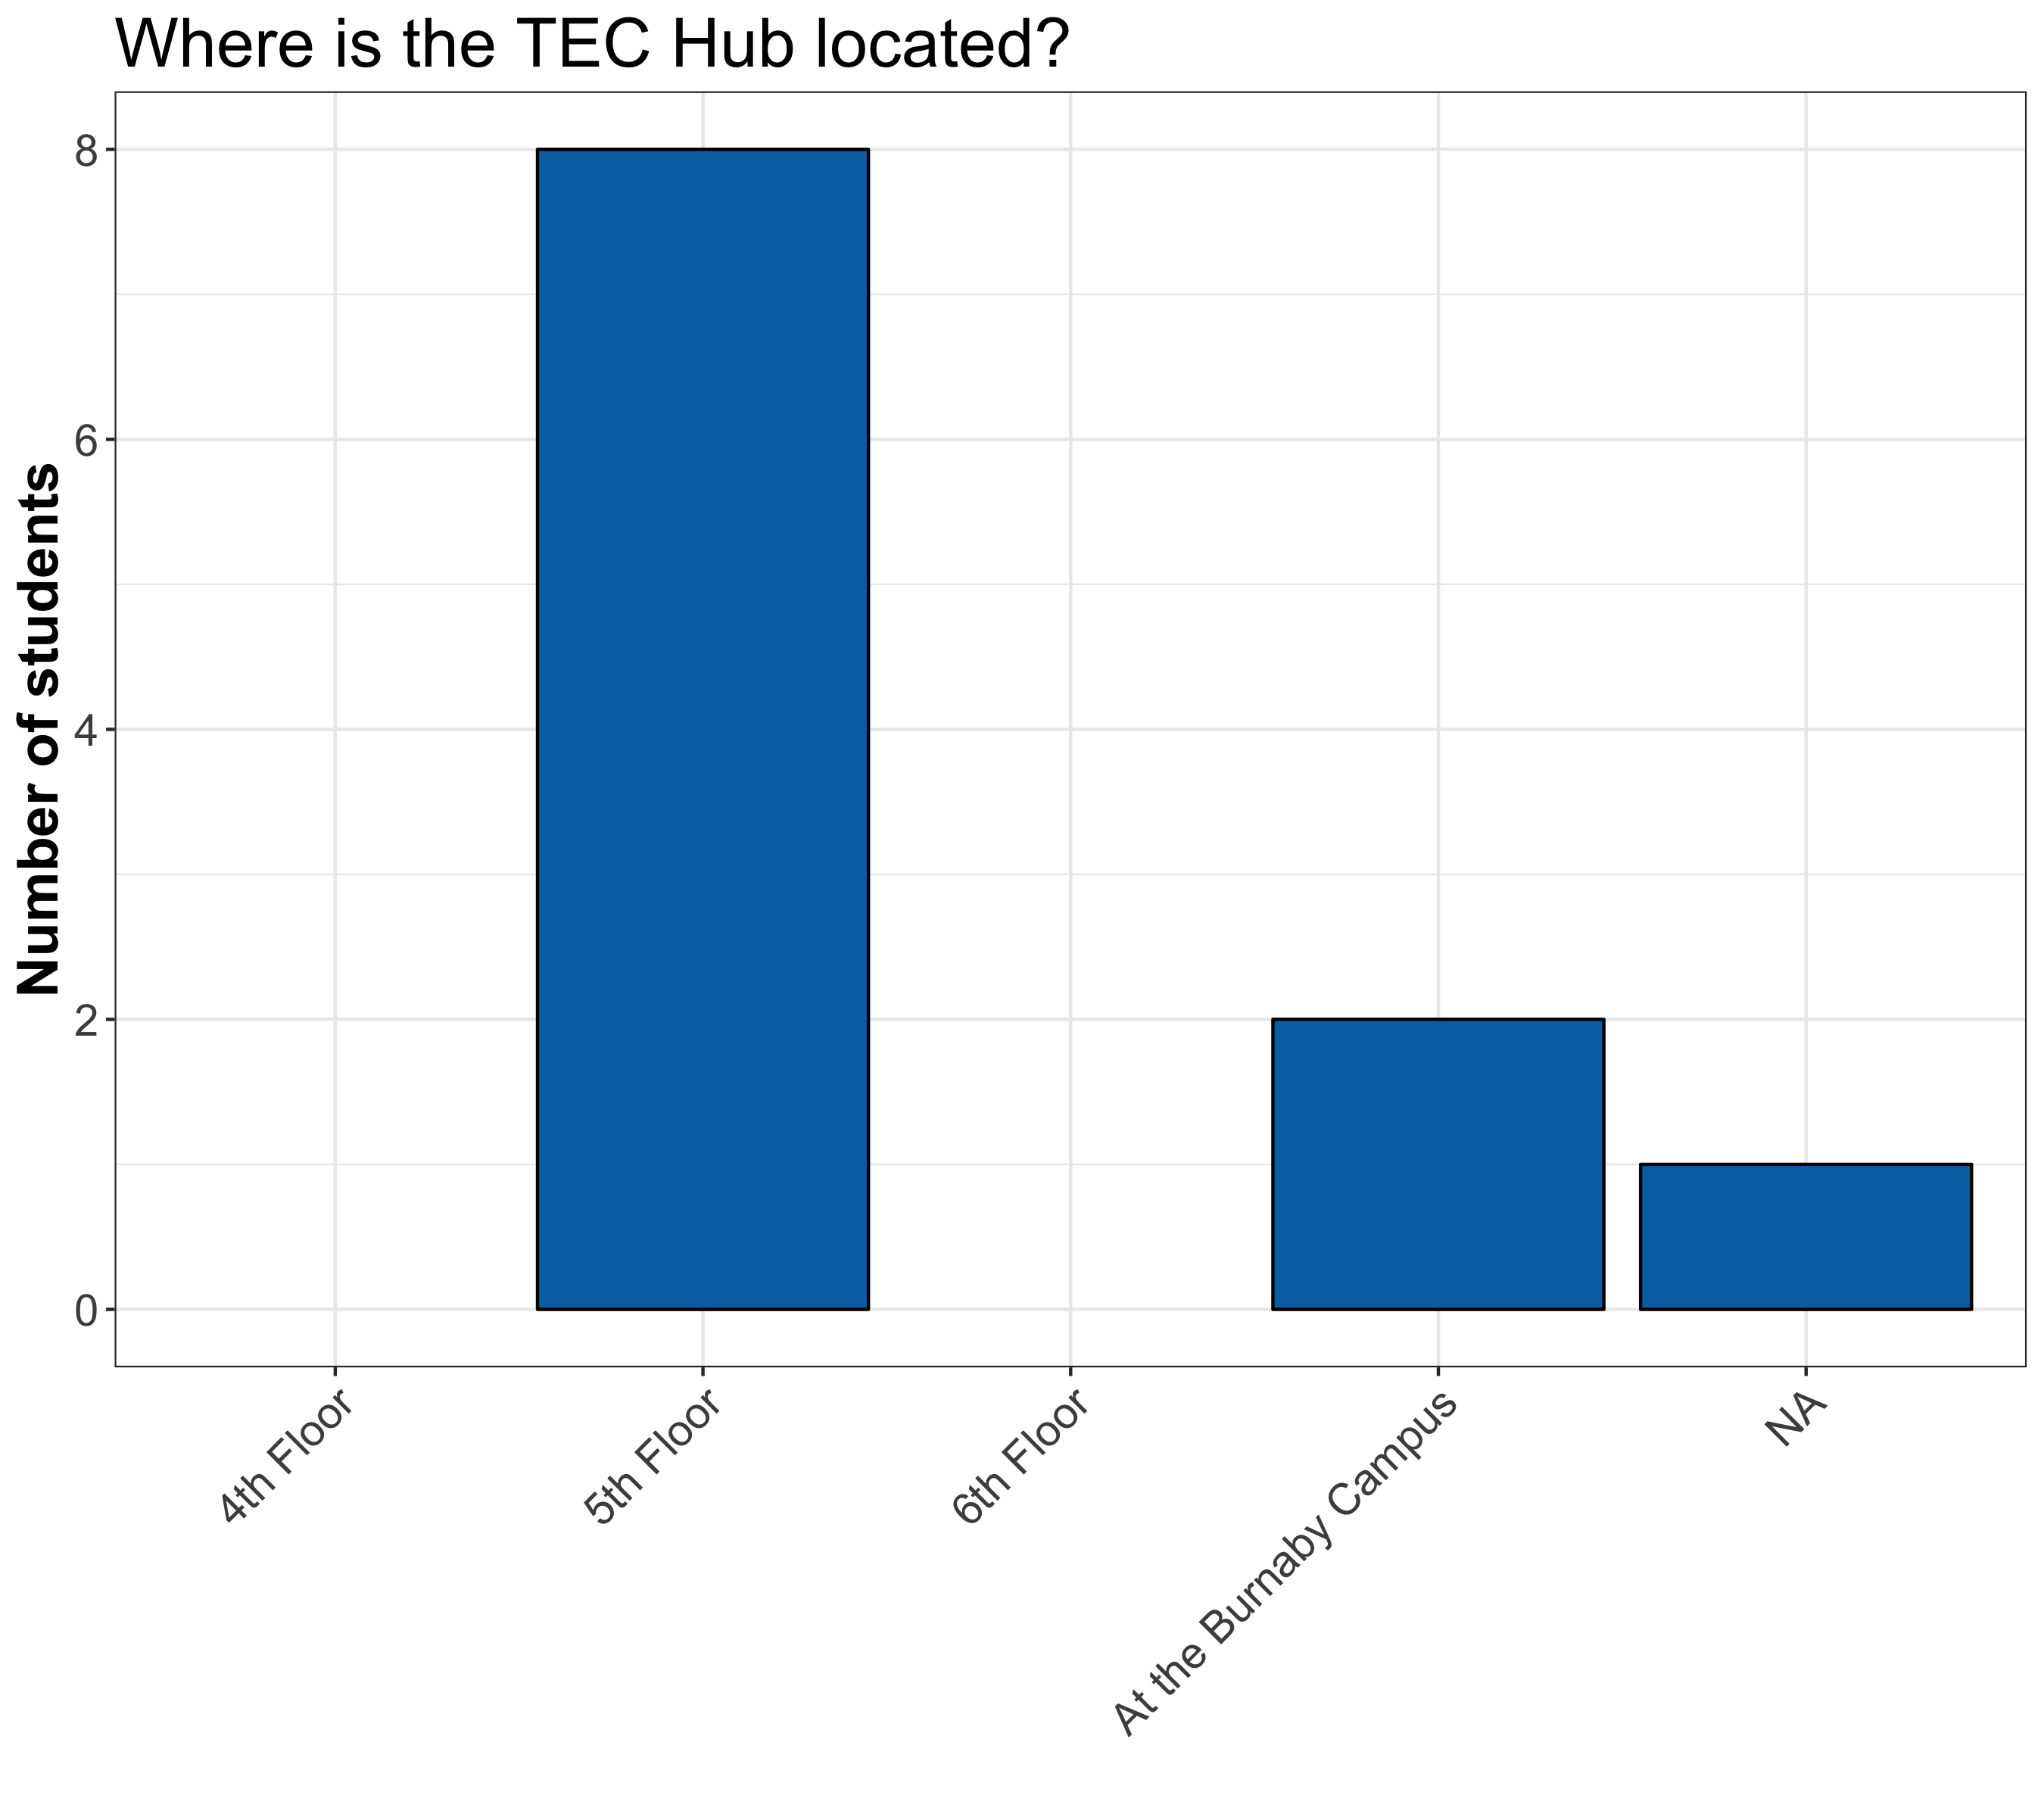 Where is the TEC Hub located?
Number of students
8
6
4
2
0
4th Floor
5th Floor
6th Floor
At the Burnaby Campus
NA